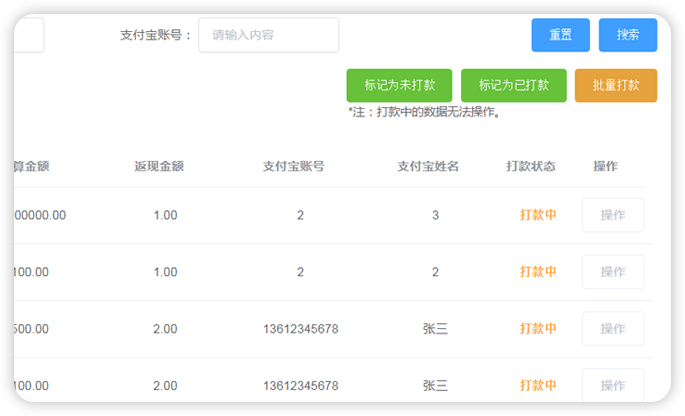 支付宝账号： 请输入内容 重置 搜索
标记为未打款 标记为已打款 批量打款
*注：打款中的数据无法操作。
算金额 返现金额 支付宝账号 支付宝姓名 打款状态 操作
00000.00 1.00 2 3 打款中 操作
100.00 1.00 2 2 打款中 操作
500.00 2.00 13612345678 张三 打款中 操作
100.00 2.00 13612345678 张三 打款中 操作